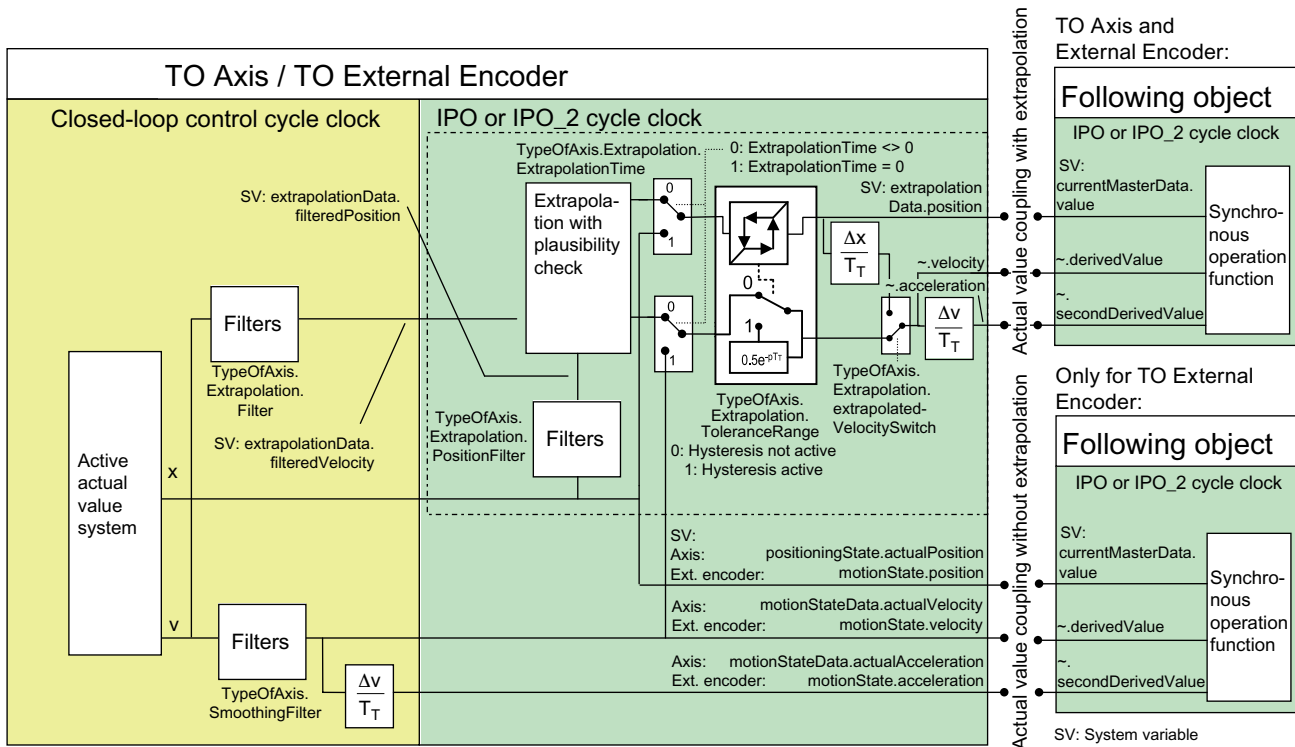 TO Axis / TO External Encoder
Closed-loop control cycle clock
IPO or IPO_2 cycle clock
TypeOfAxis.Extrapolation.
ExtrapolationTime
0: ExtrapolationTime <> 0
1: ExtrapolationTime = 0
SV: extrapolationData.
filteredPosition
Extrapola-
tion with
plausibility
check
0
1
0
1
SV: extrapolation
Data.position
Δx
T_T
~.velocity
~.acceleration
0
1
0.5e^-pT_T
Δv
T_T
Filters
TypeOfAxis.
Extrapolation.
Filter
SV: extrapolationData.
filteredVelocity
TypeOfAxis.
Extrapolation.
PositionFilter
Filters
TypeOfAxis.
Extrapolation.
ToleranceRange
0: Hysteresis not active
1: Hysteresis active
TypeOfAxis.
Extrapolation.
extrapolated-
VelocitySwitch
Active
actual
value
system
x
v
Filters
TypeOfAxis.
SmoothingFilter
Δv
T_T
SV:
Axis: positioningState.actualPosition
Ext. encoder: motionState.position
Axis: motionStateData.actualVelocity
Ext. encoder: motionState.velocity
Axis: motionStateData.actualAcceleration
Ext. encoder: motionState.acceleration
Actual value coupling with extrapolation
Actual value coupling without extrapolation
TO Axis and
External Encoder:
Following object
IPO or IPO_2 cycle clock
SV:
currentMasterData.
value
~.derivedValue
~.
secondDerivedValue
Synchro-
nous
operation
function
Only for TO External
Encoder:
Following object
IPO or IPO_2 cycle clock
SV:
currentMasterData.
value
~.derivedValue
~.
secondDerivedValue
Synchro-
nous
operation
function
SV: System variable